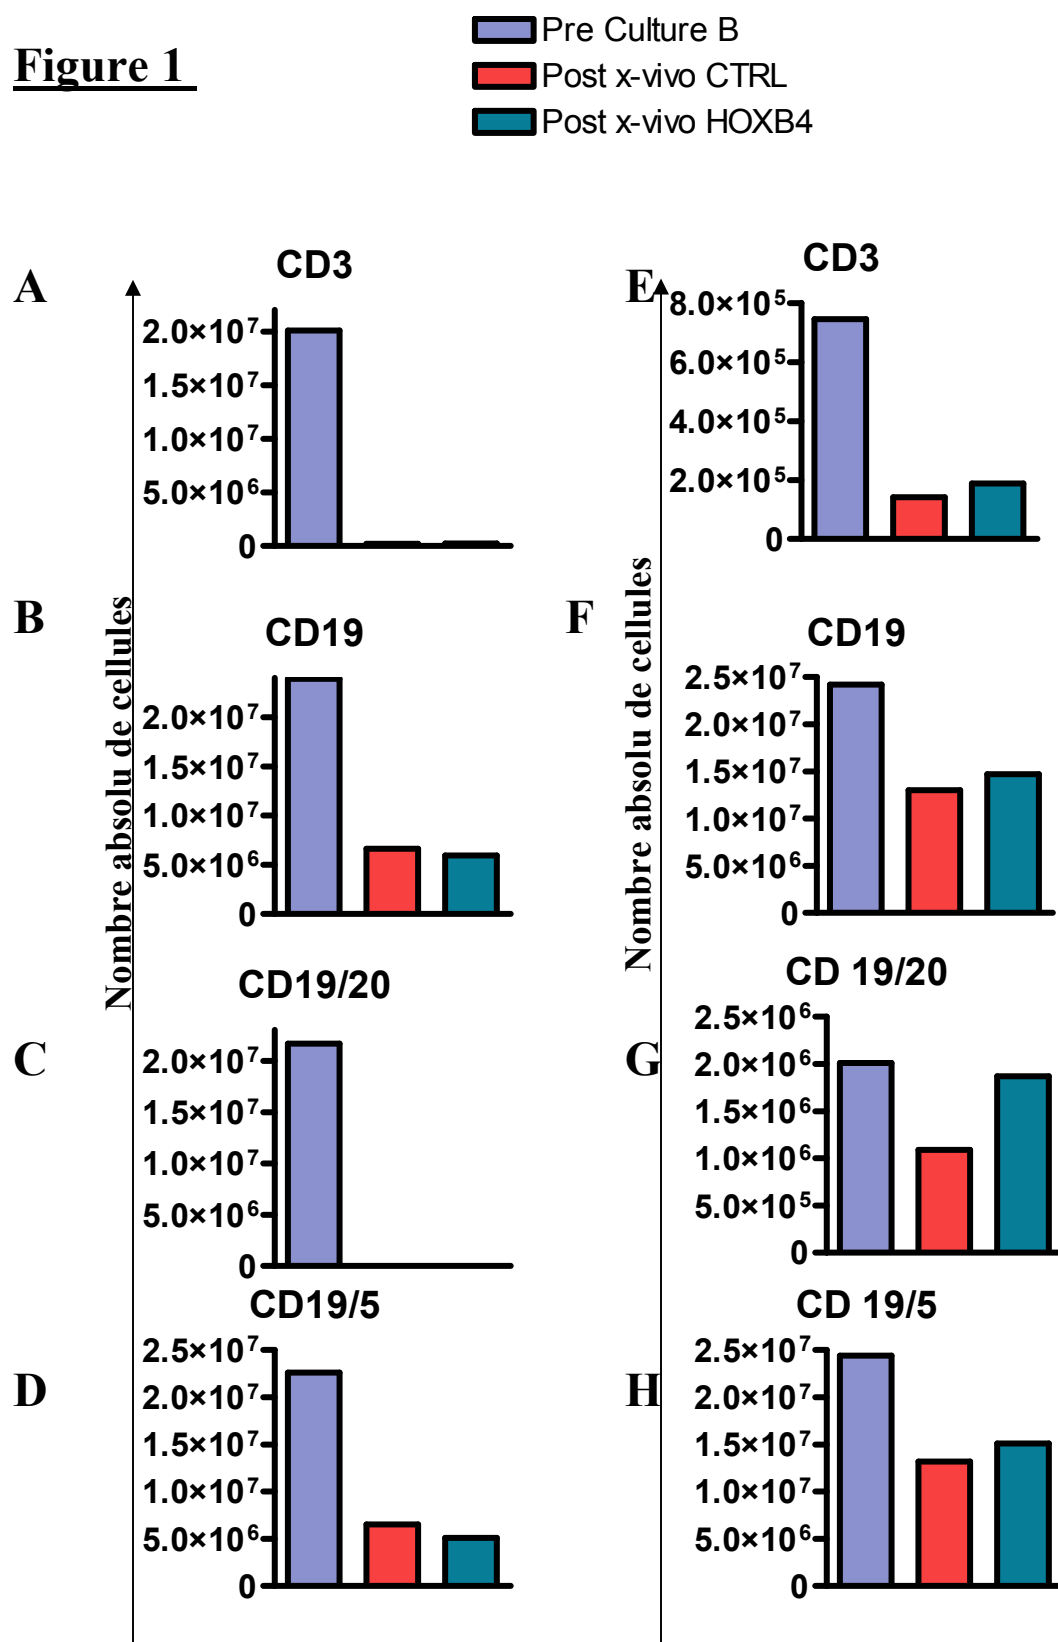 Figure 1
Pre Culture B
Post x-vivo CTRL
Post x-vivo HOXB4
Nombre absolu de cellules
A
CD3
2.0×10⁷
1.5×10⁷
1.0×10⁷
5.0×10⁶
0
B
CD19
2.0×10⁷
1.5×10⁷
1.0×10⁷
5.0×10⁶
0
C
CD19/20
2.0×10⁷
1.5×10⁷
1.0×10⁷
5.0×10⁶
0
D
CD19/5
2.5×10⁷
2.0×10⁷
1.5×10⁷
1.0×10⁷
5.0×10⁶
0
Nombre absolu de cellules
E
CD3
8.0×10⁵
6.0×10⁵
4.0×10⁵
2.0×10⁵
0
F
CD19
2.5×10⁷
2.0×10⁷
1.5×10⁷
1.0×10⁷
5.0×10⁶
0
G
CD 19/20
2.5×10⁶
2.0×10⁶
1.5×10⁶
1.0×10⁶
5.0×10⁵
0
H
CD 19/5
2.5×10⁷
2.0×10⁷
1.5×10⁷
1.0×10⁷
5.0×10⁶
0